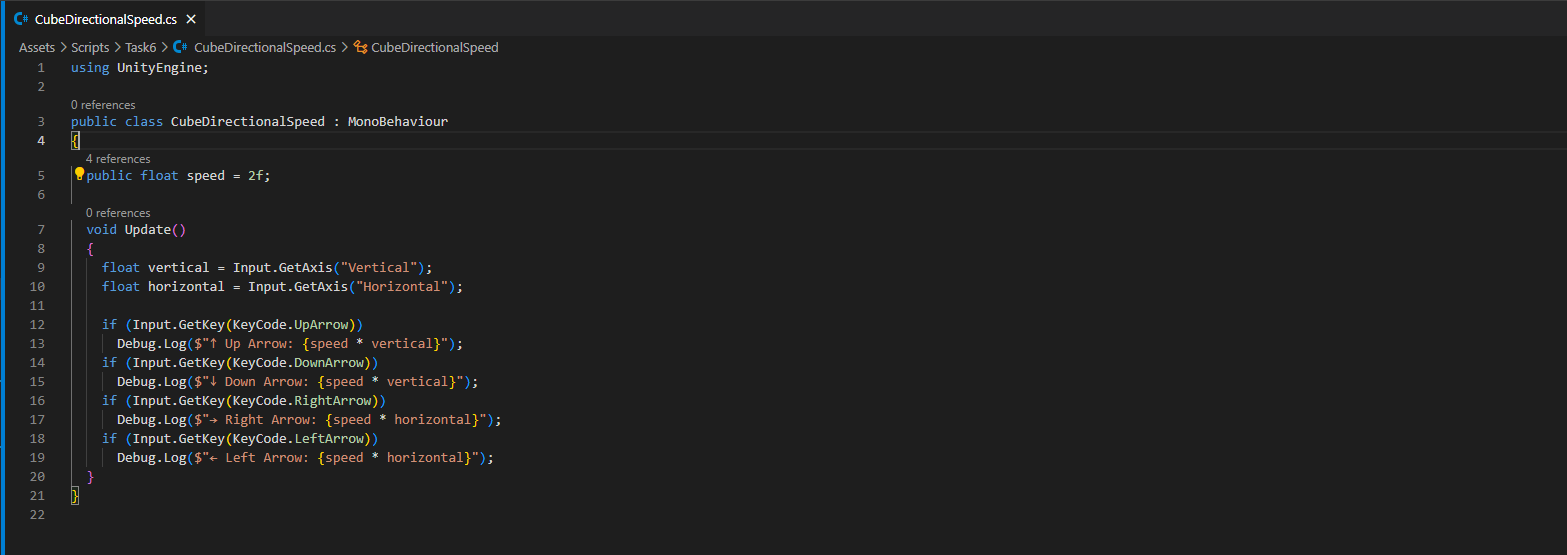 CubeDirectionalSpeed.cs
Assets > Scripts > Task6 > CubeDirectionalSpeed.cs > CubeDirectionalSpeed
1 using UnityEngine;
2
0 references
3 public class CubeDirectionalSpeed : MonoBehaviour
4 {
4 references
5 public float speed = 2f;
6
0 references
7 void Update()
8 {
9 float vertical = Input.GetAxis("Vertical");
10 float horizontal = Input.GetAxis("Horizontal");
11
12 if (Input.GetKey(KeyCode.UpArrow))
13 Debug.Log($"↑ Up Arrow: {speed * vertical}");
14 if (Input.GetKey(KeyCode.DownArrow))
15 Debug.Log($"↓ Down Arrow: {speed * vertical}");
16 if (Input.GetKey(KeyCode.RightArrow))
17 Debug.Log($"→ Right Arrow: {speed * horizontal}");
18 if (Input.GetKey(KeyCode.LeftArrow))
19 Debug.Log($"← Left Arrow: {speed * horizontal}");
20 }
21 }
22